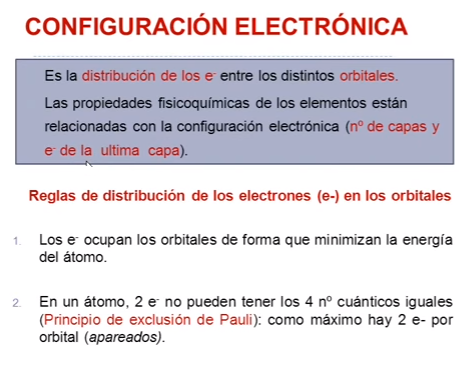 CONFIGURACIÓN ELECTRÓNICA
Es la distribución de los e- entre los distintos orbitales.
Las propiedades fisicoquímicas de los elementos están
relacionadas con la configuración electrónica (nº de capas y
e- de la ultima capa).
Reglas de distribución de los electrones (e-) en los orbitales
1. Los e- ocupan los orbitales de forma que minimizan la energía
del átomo.
2. En un átomo, 2 e- no pueden tener los 4 nº cuánticos iguales
(Principio de exclusión de Pauli): como máximo hay 2 e- por
orbital (apareados).